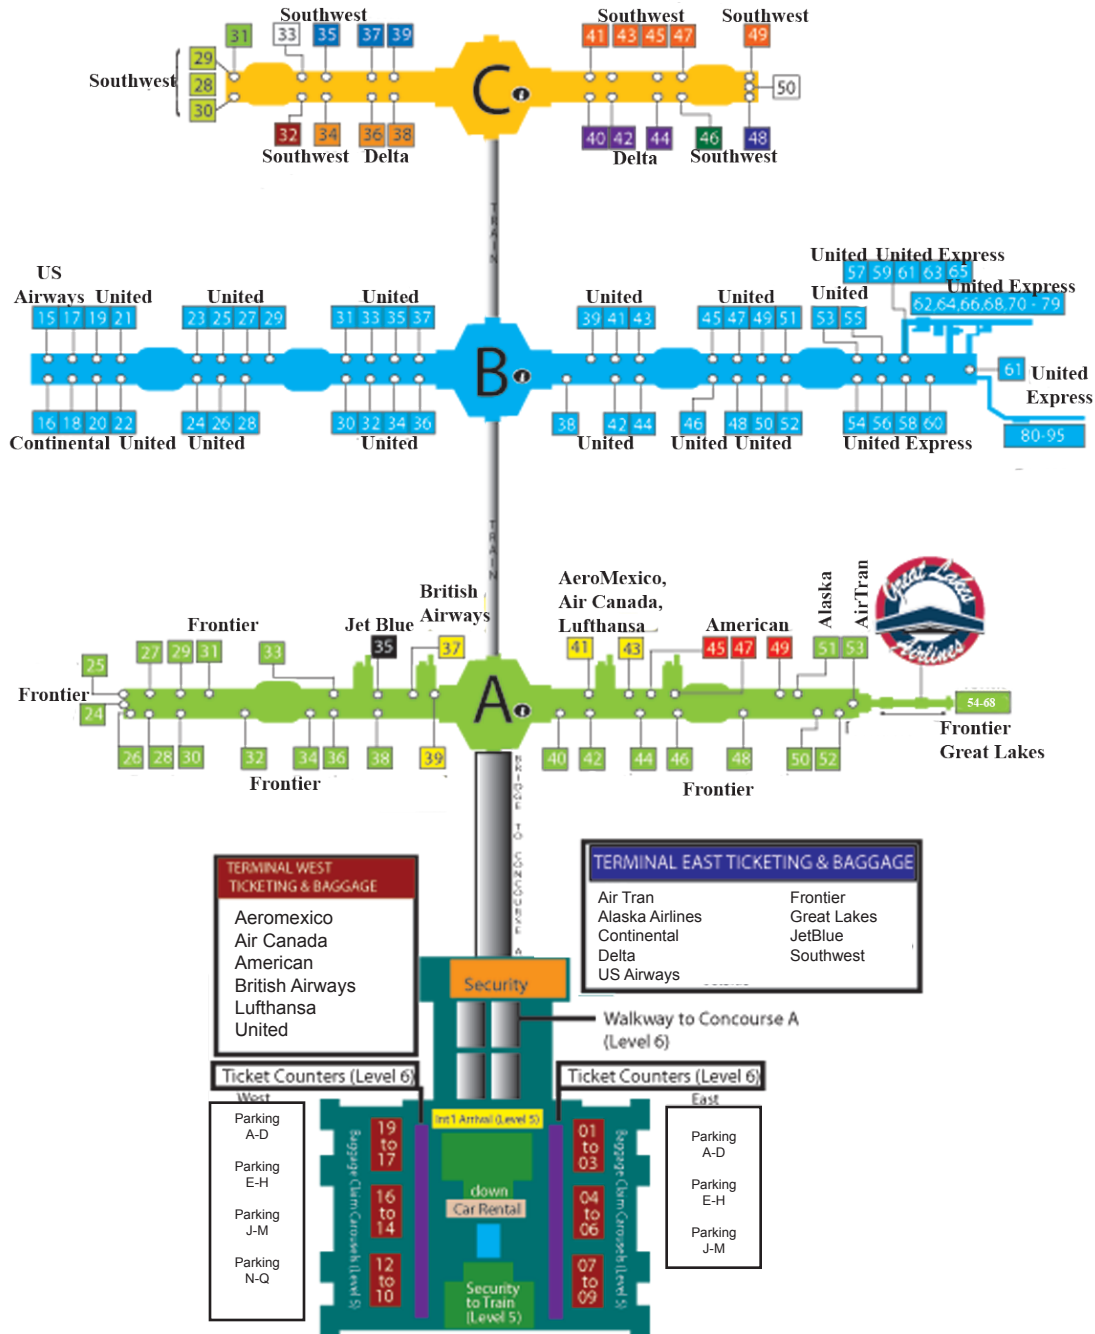 Southwest
Southwest
Southwest
31
33
35
37
39
41
43
45
47
49
29
Southwest
28
30
C
50
32
34
36
38
40
42
44
46
48
Southwest
Delta
Delta
Southwest
TRAIN
US
Airways
United
United
United
United
United
United
United
United Express
57
59
61
63
65
United Express
62,64,66,68,70 - 79
15
17
19
21
23
25
27
29
31
33
35
37
39
41
43
45
47
49
51
53
55
B
61
United
Express
16
18
20
22
24
26
28
30
32
34
36
38
42
44
46
48
50
52
54
56
58
60
80-95
Continental
United
United
United
United
United
United
United Express
TRAIN
British
Airways
AeroMexico,
Air Canada,
Lufthansa
Alaska
AirTran
Great Lakes
Airlines
Frontier
Jet Blue
American
25
27
29
31
33
35
37
41
43
45
47
49
51
53
Frontier
24
A
54-68
Frontier
Great Lakes
26
28
30
32
34
36
38
39
40
42
44
46
48
50
52
Frontier
Frontier
BRIDGE TO CONCOURSE A
TERMINAL WEST
TICKETING & BAGGAGE
Aeromexico
Air Canada
American
British Airways
Lufthansa
United
TERMINAL EAST TICKETING & BAGGAGE
Air Tran
Alaska Airlines
Continental
Delta
US Airways
Frontier
Great Lakes
JetBlue
Southwest
Security
Walkway to Concourse A
(Level 6)
Ticket Counters (Level 6)
Ticket Counters (Level 6)
West
East
Parking
A-D
Parking
E-H
Parking
J-M
Parking
N-Q
Baggage Claim Carousels (Level 5)
19
to
17
16
to
14
12
to
10
Int'l Arrival (Level 5)
down
Car Rental
Security
to Train
(Level 5)
01
to
03
04
to
06
07
to
09
Baggage Claim Carousels (Level 5)
Parking
A-D
Parking
E-H
Parking
J-M